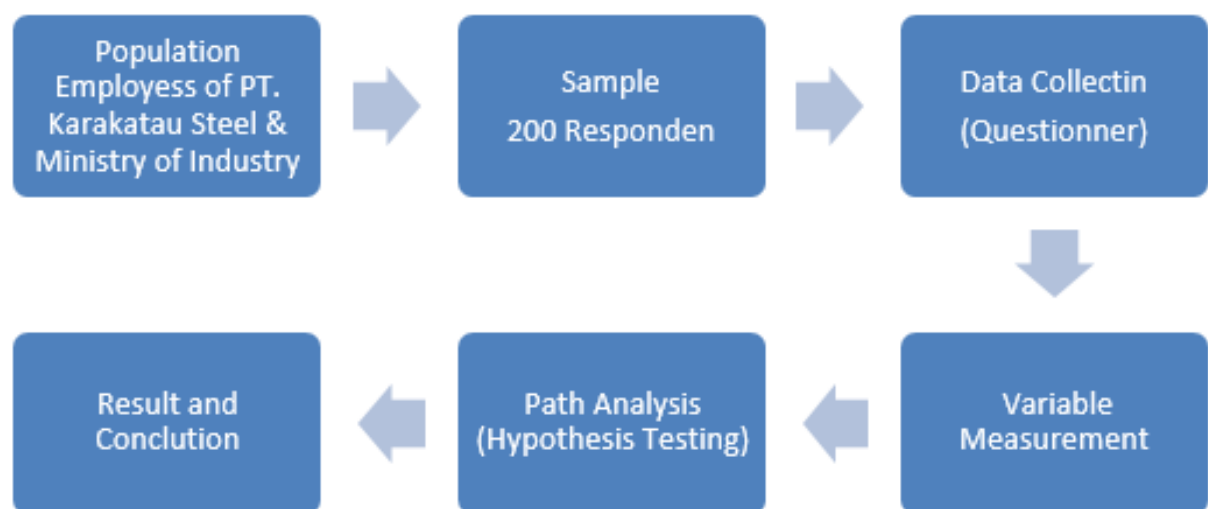 Population
Employess of PT.
Karakatau Steel &
Ministry of Industry
Sample
200 Responden
Data Collectin
(Questionner)
Variable
Measurement
Path Analysis
(Hypothesis Testing)
Result and
Conclution